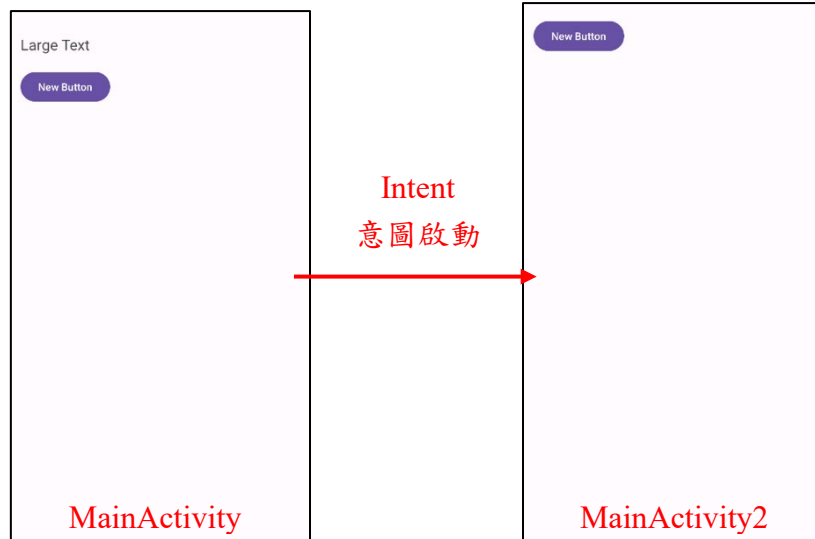 Large Text
New Button
Intent
意圖啟動
New Button
MainActivity
MainActivity2